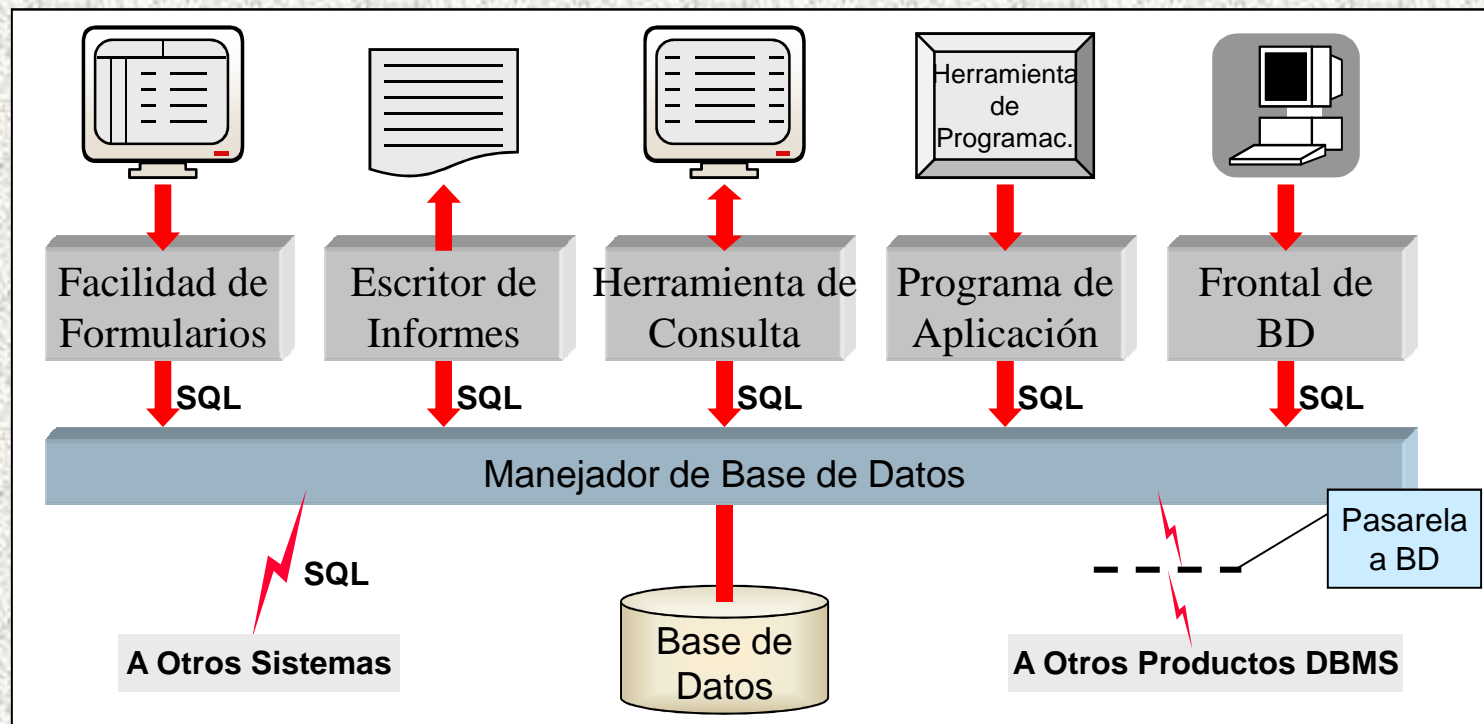 Herramienta
de
Programac.
Facilidad de
Formularios
Escritor de
Informes
Herramienta de
Consulta
Programa de
Aplicación
Frontal de
BD
SQL
SQL
SQL
SQL
SQL
Manejador de Base de Datos
Pasarela
a BD
SQL
A Otros Sistemas
Base de
Datos
A Otros Productos DBMS